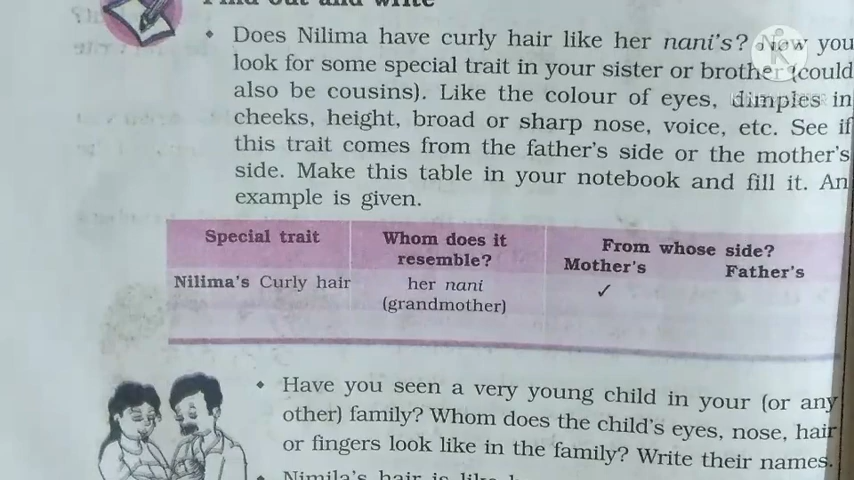 Find out and write
• Does Nilima have curly hair like her nani's? Now you
look for some special trait in your sister or brother (could
also be cousins). Like the colour of eyes, dimples in
cheeks, height, broad or sharp nose, voice, etc. See if
this trait comes from the father's side or the mother's
side. Make this table in your notebook and fill it. An
example is given.
Special trait Whom does it resemble? From whose side?
Mother's Father's
Nilima's Curly hair her nani (grandmother) ✓
• Have you seen a very young child in your (or any
other) family? Whom does the child's eyes, nose, hair
or fingers look like in the family? Write their names.
• Nimila's hair is like